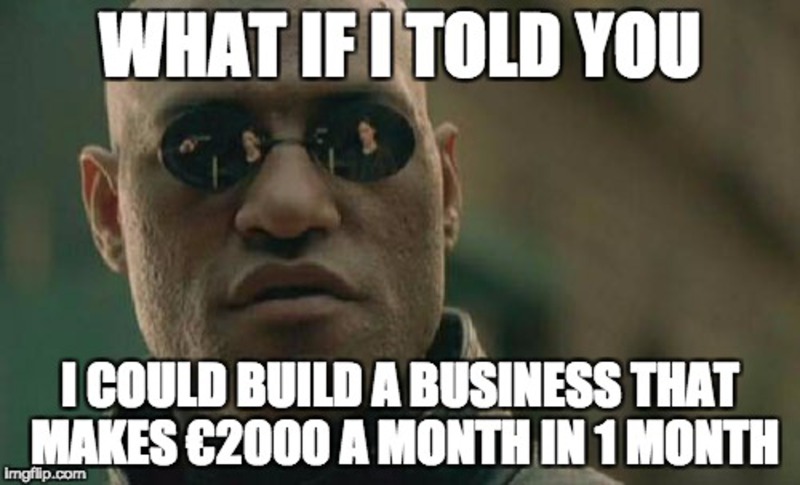 WHAT IF I TOLD YOU
I COULD BUILD A BUSINESS THAT
MAKES €2000 A MONTH IN 1 MONTH
imgflip.com